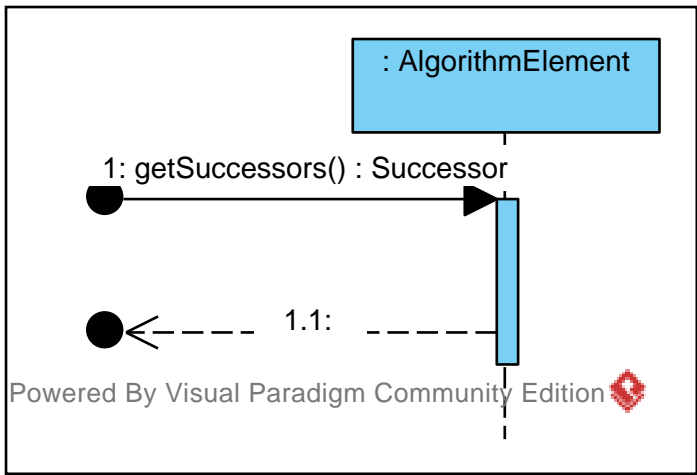 : AlgorithmElement
1: getSuccessors() : Successor
1.1:
Powered By Visual Paradigm Community Edition